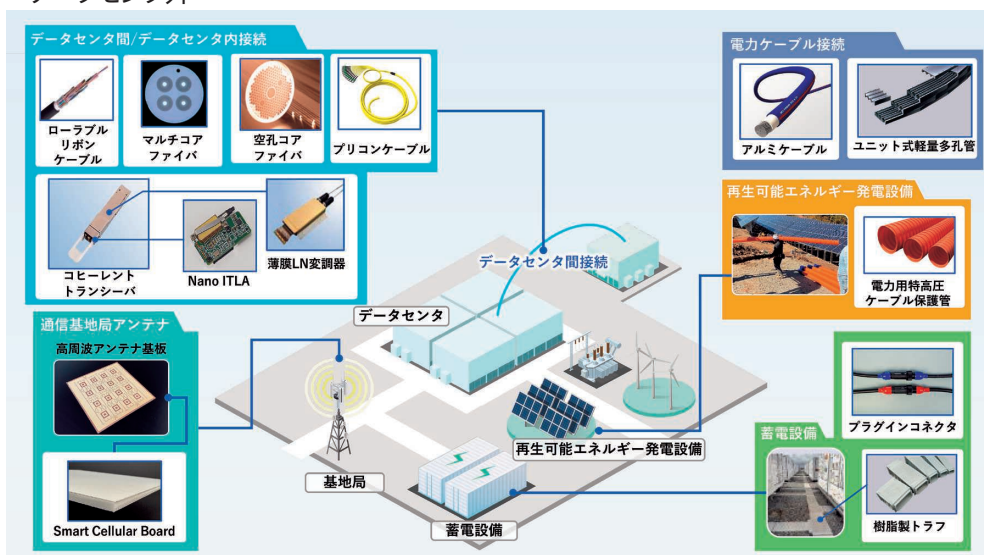 データセンタ間/データセンタ内接続
ローラブル
リボン
ケーブル
マルチコア
ファイバ
空孔コア
ファイバ
プリコンケーブル
コヒーレント
トランシーバ
Nano ITLA
薄膜LN変調器
電力ケーブル接続
アルミケーブル
ユニット式軽量多孔管
再生可能エネルギー発電設備
電力用特高圧
ケーブル保護管
データセンタ間接続
データセンタ
通信基地局アンテナ
高周波アンテナ基板
Smart Cellular Board
基地局
再生可能エネルギー発電設備
蓄電設備
プラグインコネクタ
蓄電設備
樹脂製トラフ